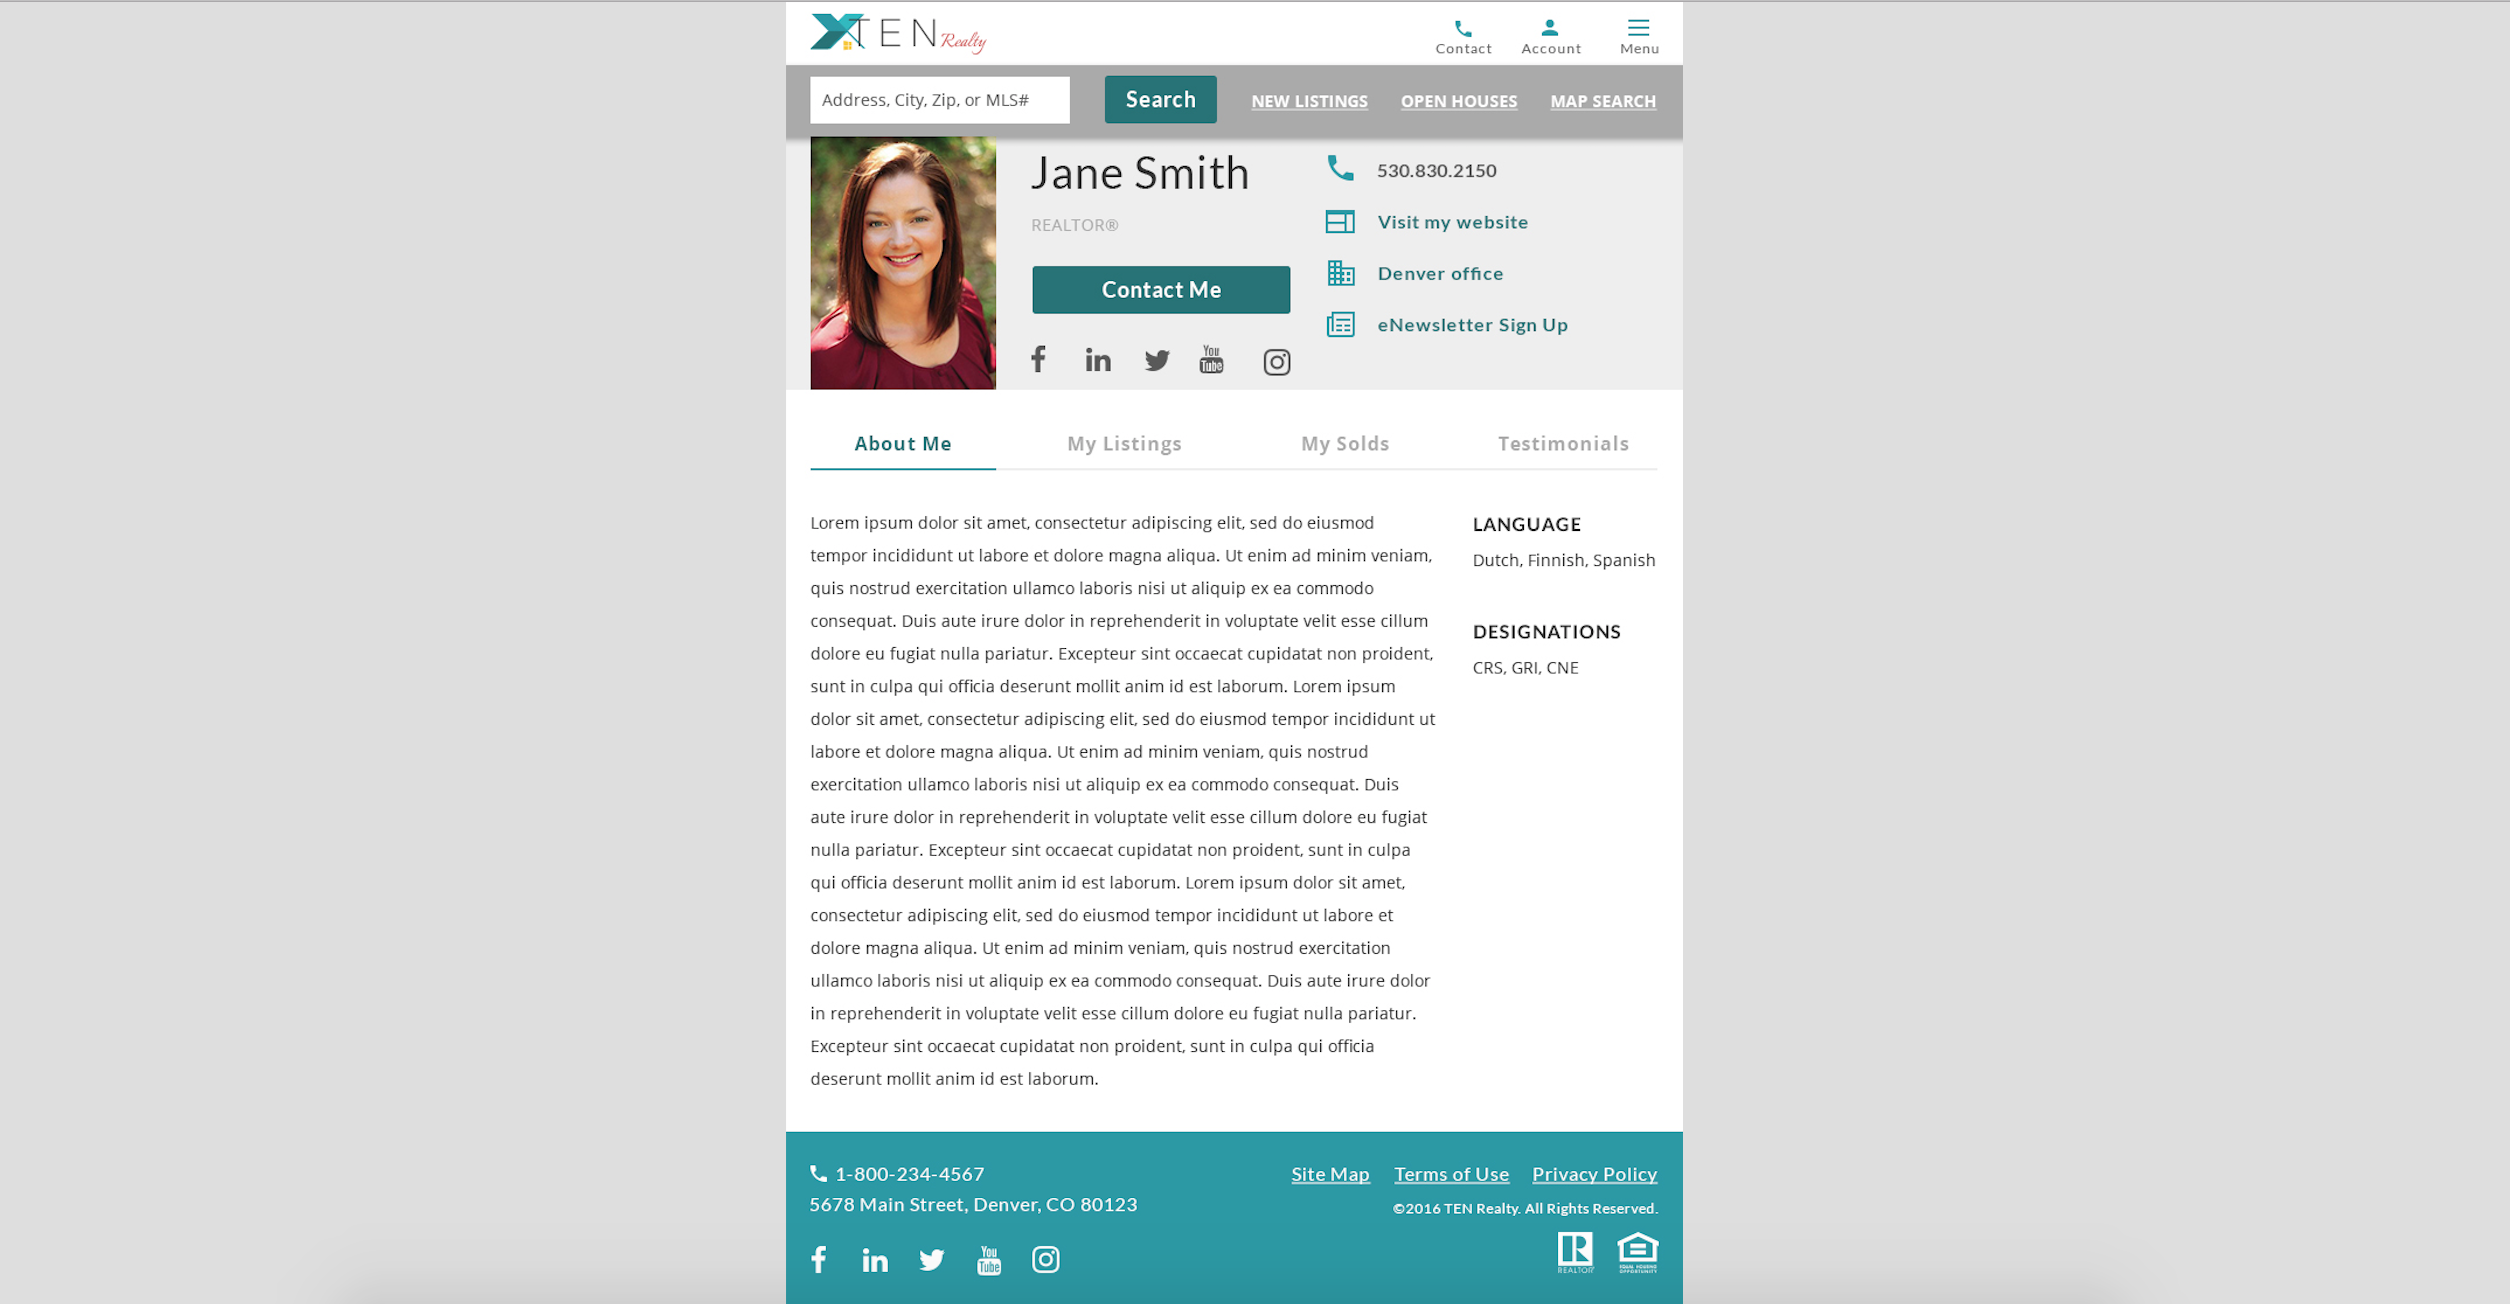 TEN Realty
Contact Account Menu
Address, City, Zip, or MLS# Search NEW LISTINGS OPEN HOUSES MAP SEARCH
Jane Smith
REALTOR®
Contact Me
You
Tube
530.830.2150
Visit my website
Denver office
eNewsletter Sign Up
About Me My Listings My Solds Testimonials
Lorem ipsum dolor sit amet, consectetur adipiscing elit, sed do eiusmod
tempor incididunt ut labore et dolore magna aliqua. Ut enim ad minim veniam,
quis nostrud exercitation ullamco laboris nisi ut aliquip ex ea commodo
consequat. Duis aute irure dolor in reprehenderit in voluptate velit esse cillum
dolore eu fugiat nulla pariatur. Excepteur sint occaecat cupidatat non proident,
sunt in culpa qui officia deserunt mollit anim id est laborum. Lorem ipsum
dolor sit amet, consectetur adipiscing elit, sed do eiusmod tempor incididunt ut
labore et dolore magna aliqua. Ut enim ad minim veniam, quis nostrud
exercitation ullamco laboris nisi ut aliquip ex ea commodo consequat. Duis
aute irure dolor in reprehenderit in voluptate velit esse cillum dolore eu fugiat
nulla pariatur. Excepteur sint occaecat cupidatat non proident, sunt in culpa
qui officia deserunt mollit anim id est laborum. Lorem ipsum dolor sit amet,
consectetur adipiscing elit, sed do eiusmod tempor incididunt ut labore et
dolore magna aliqua. Ut enim ad minim veniam, quis nostrud exercitation
ullamco laboris nisi ut aliquip ex ea commodo consequat. Duis aute irure dolor
in reprehenderit in voluptate velit esse cillum dolore eu fugiat nulla pariatur.
Excepteur sint occaecat cupidatat non proident, sunt in culpa qui officia
deserunt mollit anim id est laborum.
LANGUAGE
Dutch, Finnish, Spanish
DESIGNATIONS
CRS, GRI, CNE
1-800-234-4567
5678 Main Street, Denver, CO 80123
You
Tube
Site Map Terms of Use Privacy Policy
©2016 TEN Realty. All Rights Reserved.
REALTOR®
EQUAL HOUSING
OPPORTUNITY